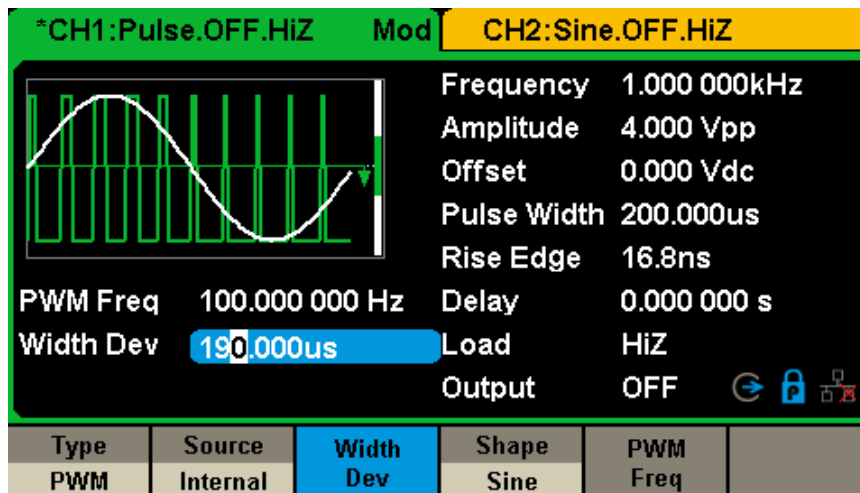 *CH1:Pulse.OFF.HiZ Mod CH2:Sine.OFF.HiZ
Frequency 1.000 000kHz
Amplitude 4.000 Vpp
Offset 0.000 Vdc
Pulse Width 200.000us
Rise Edge 16.8ns
PWM Freq 100.000 000 Hz Delay 0.000 000 s
Width Dev 190.000us Load HiZ
Output OFF P
Type Source Width Dev Shape PWM Freq
PWM Internal Sine